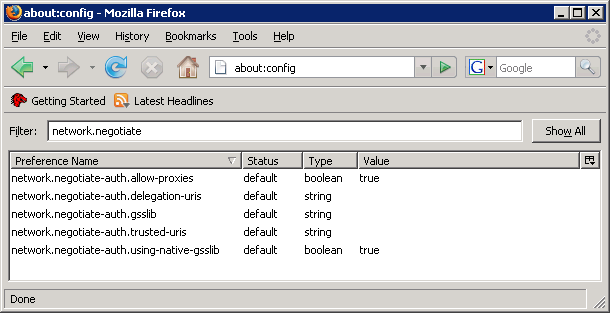 about:config - Mozilla Firefox
File Edit View History Bookmarks Tools Help
about:config G Google
Getting Started Latest Headlines
Filter: network.negotiate Show All
Preference Name Status Type Value
network.negotiate-auth.allow-proxies default boolean true
network.negotiate-auth.delegation-uris default string
network.negotiate-auth.gsslib default string
network.negotiate-auth.trusted-uris default string
network.negotiate-auth.using-native-gsslib default boolean true
Done